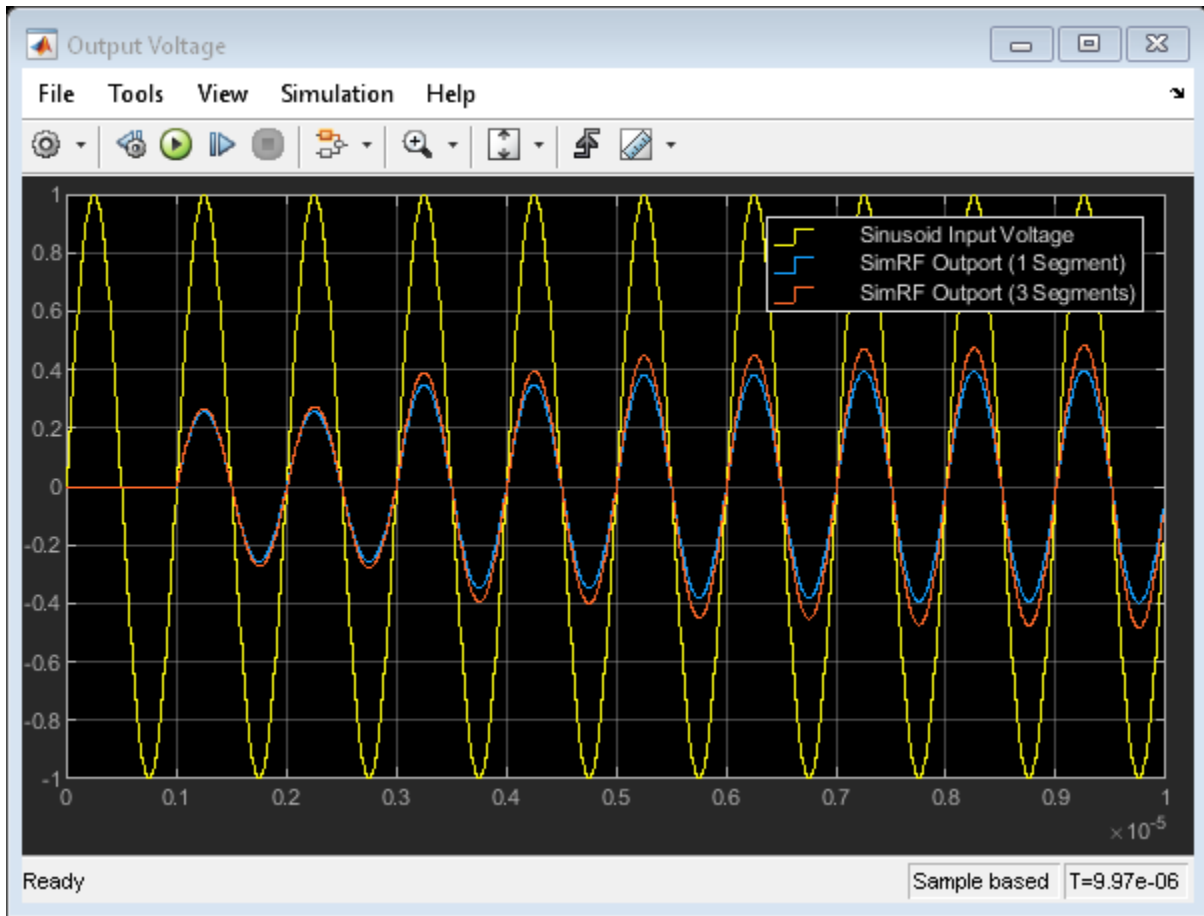 Output Voltage
File Tools View Simulation Help
Sinusoid Input Voltage
SimRF Outport (1 Segment)
SimRF Outport (3 Segments)
1
0.8
0.6
0.4
0.2
0
-0.2
-0.4
-0.6
-0.8
-1
0 0.1 0.2 0.3 0.4 0.5 0.6 0.7 0.8 0.9 1
×10-5
Ready Sample based T=9.97e-06